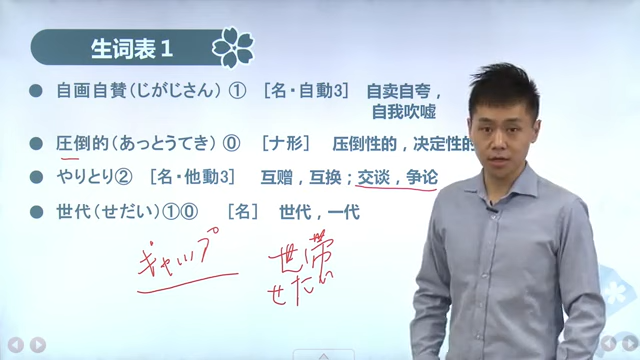 生词表1
● 自画自賛(じがじさん) ① [名·自動3] 自卖自夸，
自我吹嘘
● 圧倒的(あっとうてき) ⓪ [ナ形] 压倒性的，决定性的
● やりとり② [名·他動3] 互赠，互换；交谈，争论
● 世代(せだい)①⓪ [名] 世代，一代
ギャップ 世帯
せたい